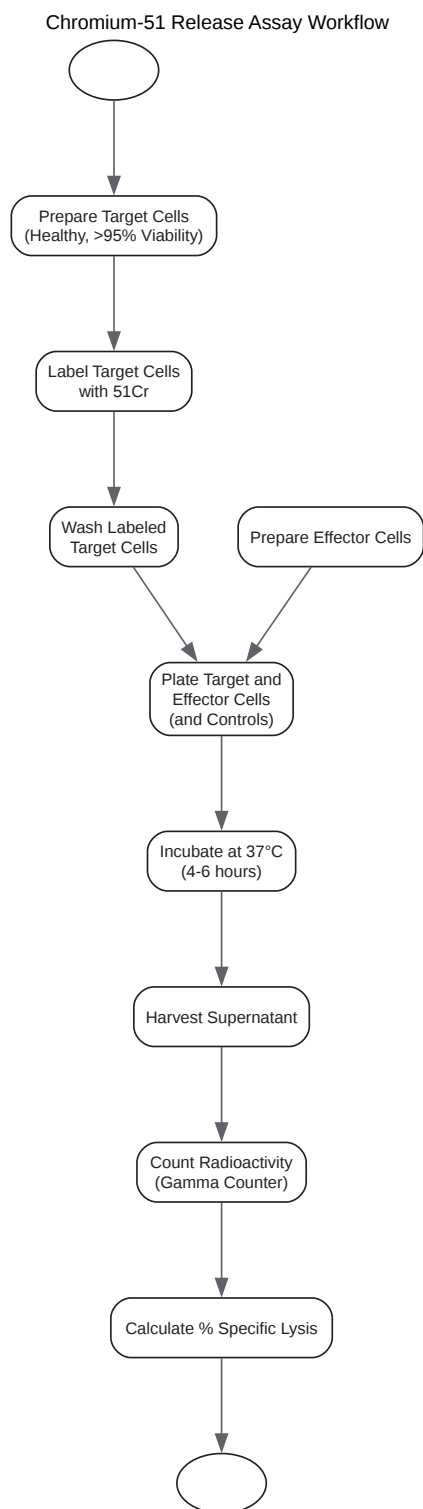 Chromium-51 Release Assay Workflow
Prepare Target Cells
(Healthy, >95% Viability)
Label Target Cells
with 51Cr
Wash Labeled
Target Cells
Prepare Effector Cells
Plate Target and
Effector Cells
(and Controls)
Incubate at 37°C
(4-6 hours)
Harvest Supernatant
Count Radioactivity
(Gamma Counter)
Calculate % Specific Lysis